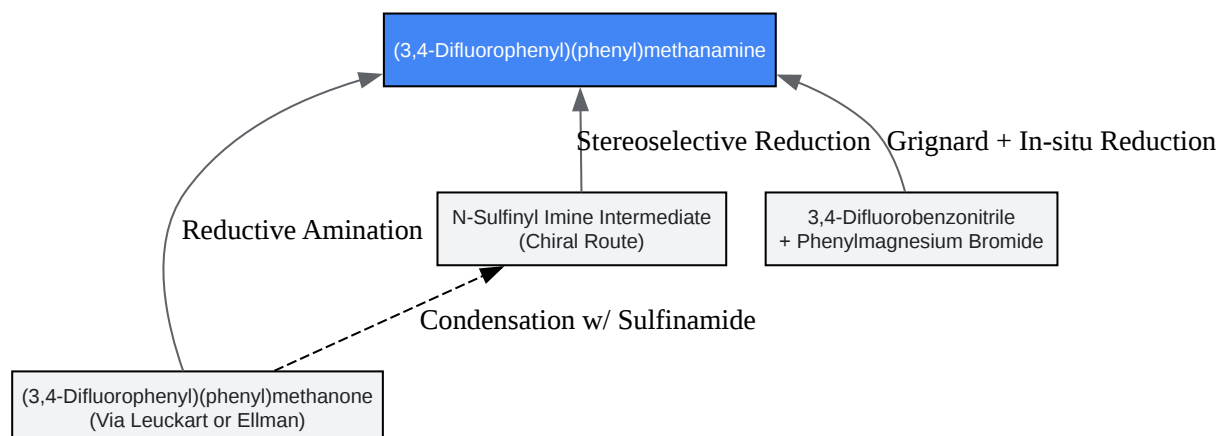 (3,4-Difluorophenyl)(phenyl)methanamine
Stereoselective Reduction
Grignard + In-situ Reduction
Reductive Amination
N-Sulfinyl Imine Intermediate
(Chiral Route)
3,4-Difluorobenzonitrile
+ Phenylmagnesium Bromide
Condensation w/ Sulfinamide
(3,4-Difluorophenyl)(phenyl)methanone
(Via Leuckart or Ellman)